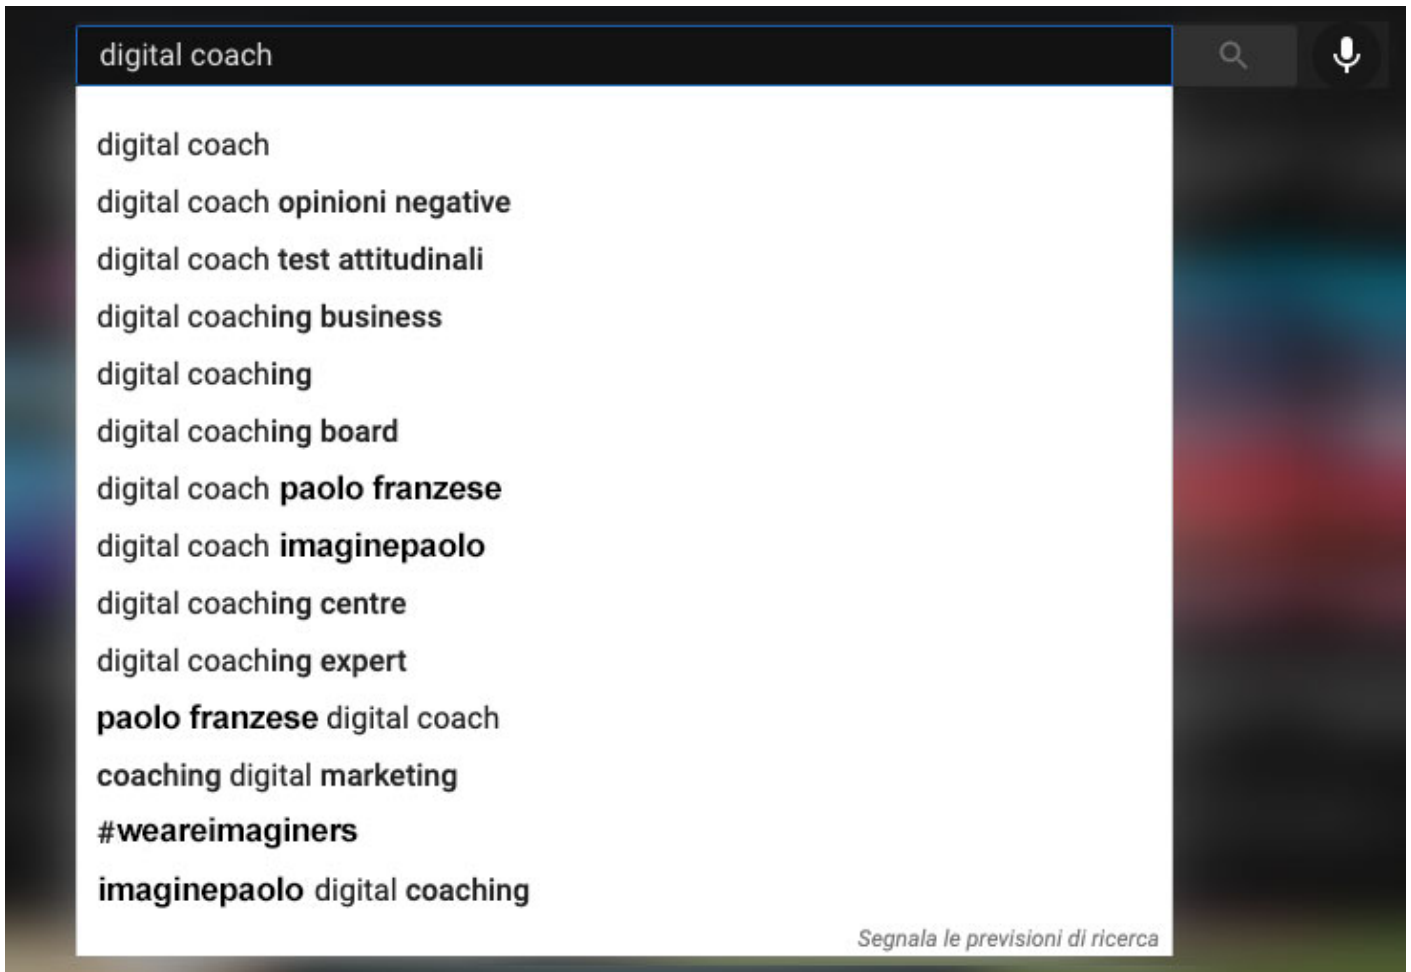 digital coach
digital coach
digital coach opinioni negative
digital coach test attitudinali
digital coaching business
digital coaching
digital coaching board
digital coach paolo franzese
digital coach imaginepaolo
digital coaching centre
digital coaching expert
paolo franzese digital coach
coaching digital marketing
#weareimaginers
imaginepaolo digital coaching
Segnala le previsioni di ricerca